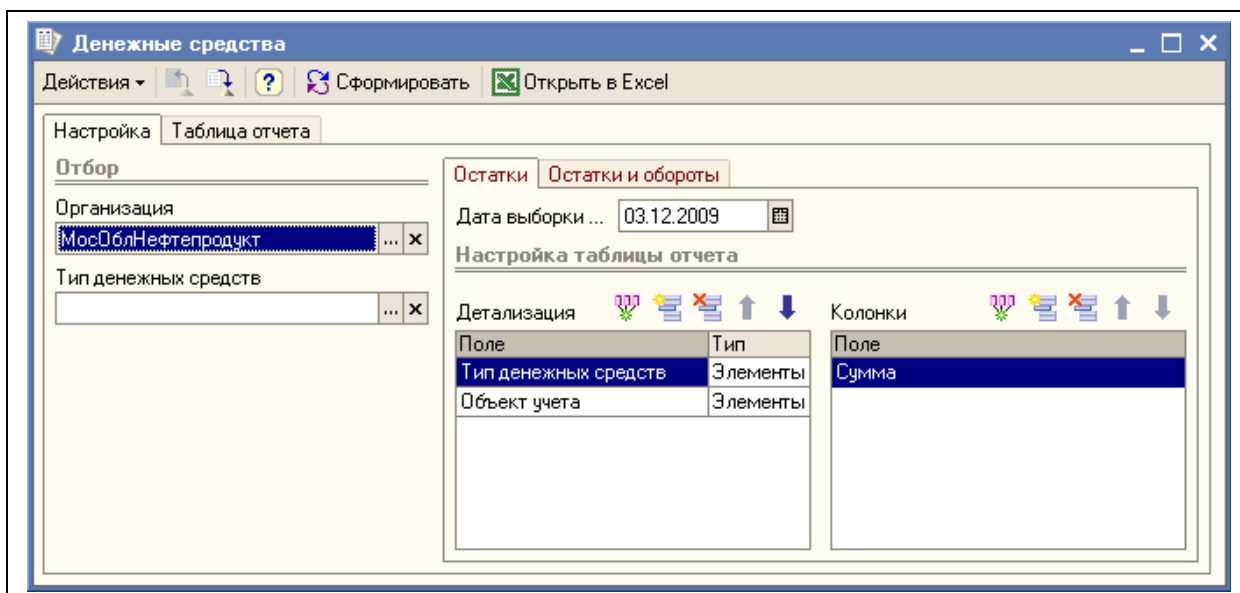 Денежные средства
Действия ? Сформировать Открыть в Excel
Настройка Таблица отчета
Отбор
Организация
МосОблНефтепродукт ... x
Тип денежных средств
... x
Остатки Остатки и обороты
Дата выборки ... 03.12.2009
Настройка таблицы отчета
Детализация
Поле Тип
Тип денежных средств Элементы
Объект учета Элементы
Колонки
Поле
Сумма